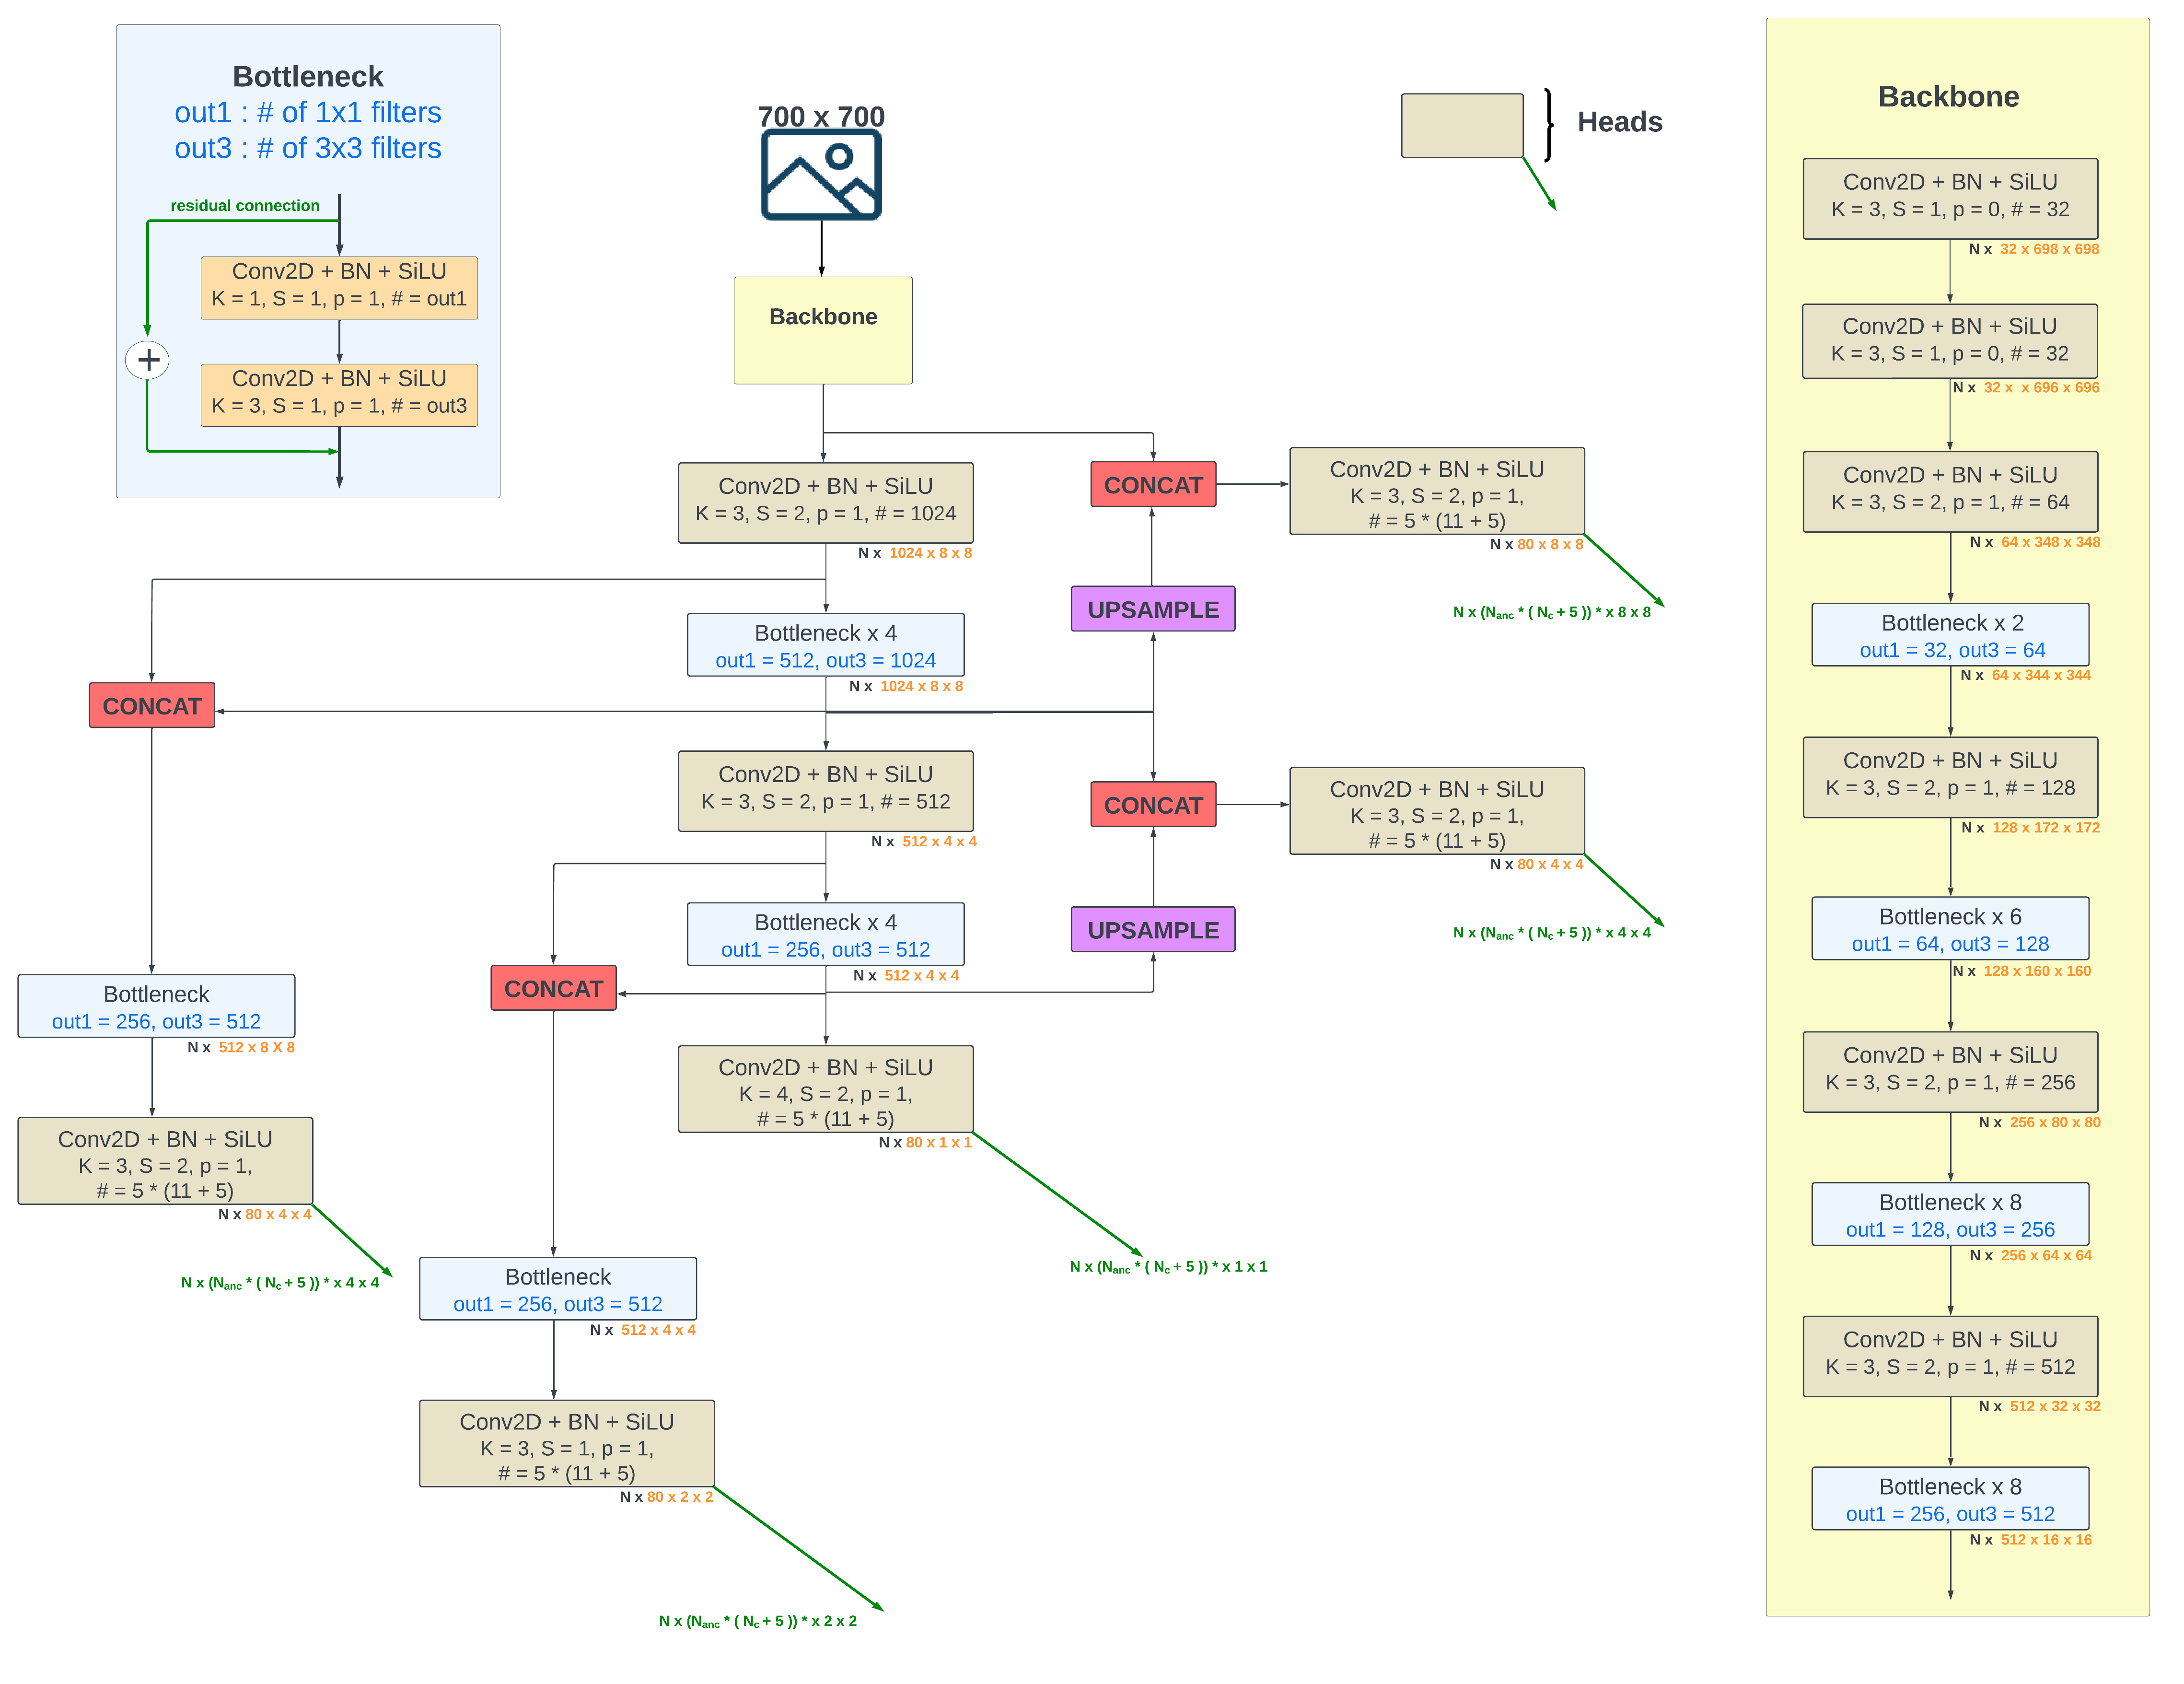 Bottleneck
out1 : # of 1x1 filters
out3 : # of 3x3 filters
residual connection
Conv2D + BN + SiLU
K = 1, S = 1, p = 1, # = out1
+
Conv2D + BN + SiLU
K = 3, S = 1, p = 1, # = out3
700 x 700
Backbone
Heads
Conv2D + BN + SiLU
K = 3, S = 2, p = 1, # = 1024
N x 1024 x 8 x 8
CONCAT
Conv2D + BN + SiLU
K = 3, S = 2, p = 1,
# = 5 * (11 + 5)
N x 80 x 8 x 8
N x (Nanc * ( Nc + 5 )) * x 8 x 8
UPSAMPLE
Bottleneck x 4
out1 = 512, out3 = 1024
N x 1024 x 8 x 8
CONCAT
Conv2D + BN + SiLU
K = 3, S = 2, p = 1, # = 512
N x 512 x 4 x 4
CONCAT
Conv2D + BN + SiLU
K = 3, S = 2, p = 1,
# = 5 * (11 + 5)
N x 80 x 4 x 4
N x (Nanc * ( Nc + 5 )) * x 4 x 4
UPSAMPLE
Bottleneck x 4
out1 = 256, out3 = 512
N x 512 x 4 x 4
CONCAT
Bottleneck
out1 = 256, out3 = 512
N x 512 x 8 X 8
Conv2D + BN + SiLU
K = 4, S = 2, p = 1,
# = 5 * (11 + 5)
N x 80 x 1 x 1
N x (Nanc * ( Nc + 5 )) * x 1 x 1
Conv2D + BN + SiLU
K = 3, S = 2, p = 1,
# = 5 * (11 + 5)
N x 80 x 4 x 4
N x (Nanc * ( Nc + 5 )) * x 4 x 4
Bottleneck
out1 = 256, out3 = 512
N x 512 x 4 x 4
Conv2D + BN + SiLU
K = 3, S = 1, p = 1,
# = 5 * (11 + 5)
N x 80 x 2 x 2
N x (Nanc * ( Nc + 5 )) * x 2 x 2
Backbone
Conv2D + BN + SiLU
K = 3, S = 1, p = 0, # = 32
N x 32 x 698 x 698
Conv2D + BN + SiLU
K = 3, S = 1, p = 0, # = 32
N x 32 x x 696 x 696
Conv2D + BN + SiLU
K = 3, S = 2, p = 1, # = 64
N x 64 x 348 x 348
Bottleneck x 2
out1 = 32, out3 = 64
N x 64 x 344 x 344
Conv2D + BN + SiLU
K = 3, S = 2, p = 1, # = 128
N x 128 x 172 x 172
Bottleneck x 6
out1 = 64, out3 = 128
N x 128 x 160 x 160
Conv2D + BN + SiLU
K = 3, S = 2, p = 1, # = 256
N x 256 x 80 x 80
Bottleneck x 8
out1 = 128, out3 = 256
N x 256 x 64 x 64
Conv2D + BN + SiLU
K = 3, S = 2, p = 1, # = 512
N x 512 x 32 x 32
Bottleneck x 8
out1 = 256, out3 = 512
N x 512 x 16 x 16